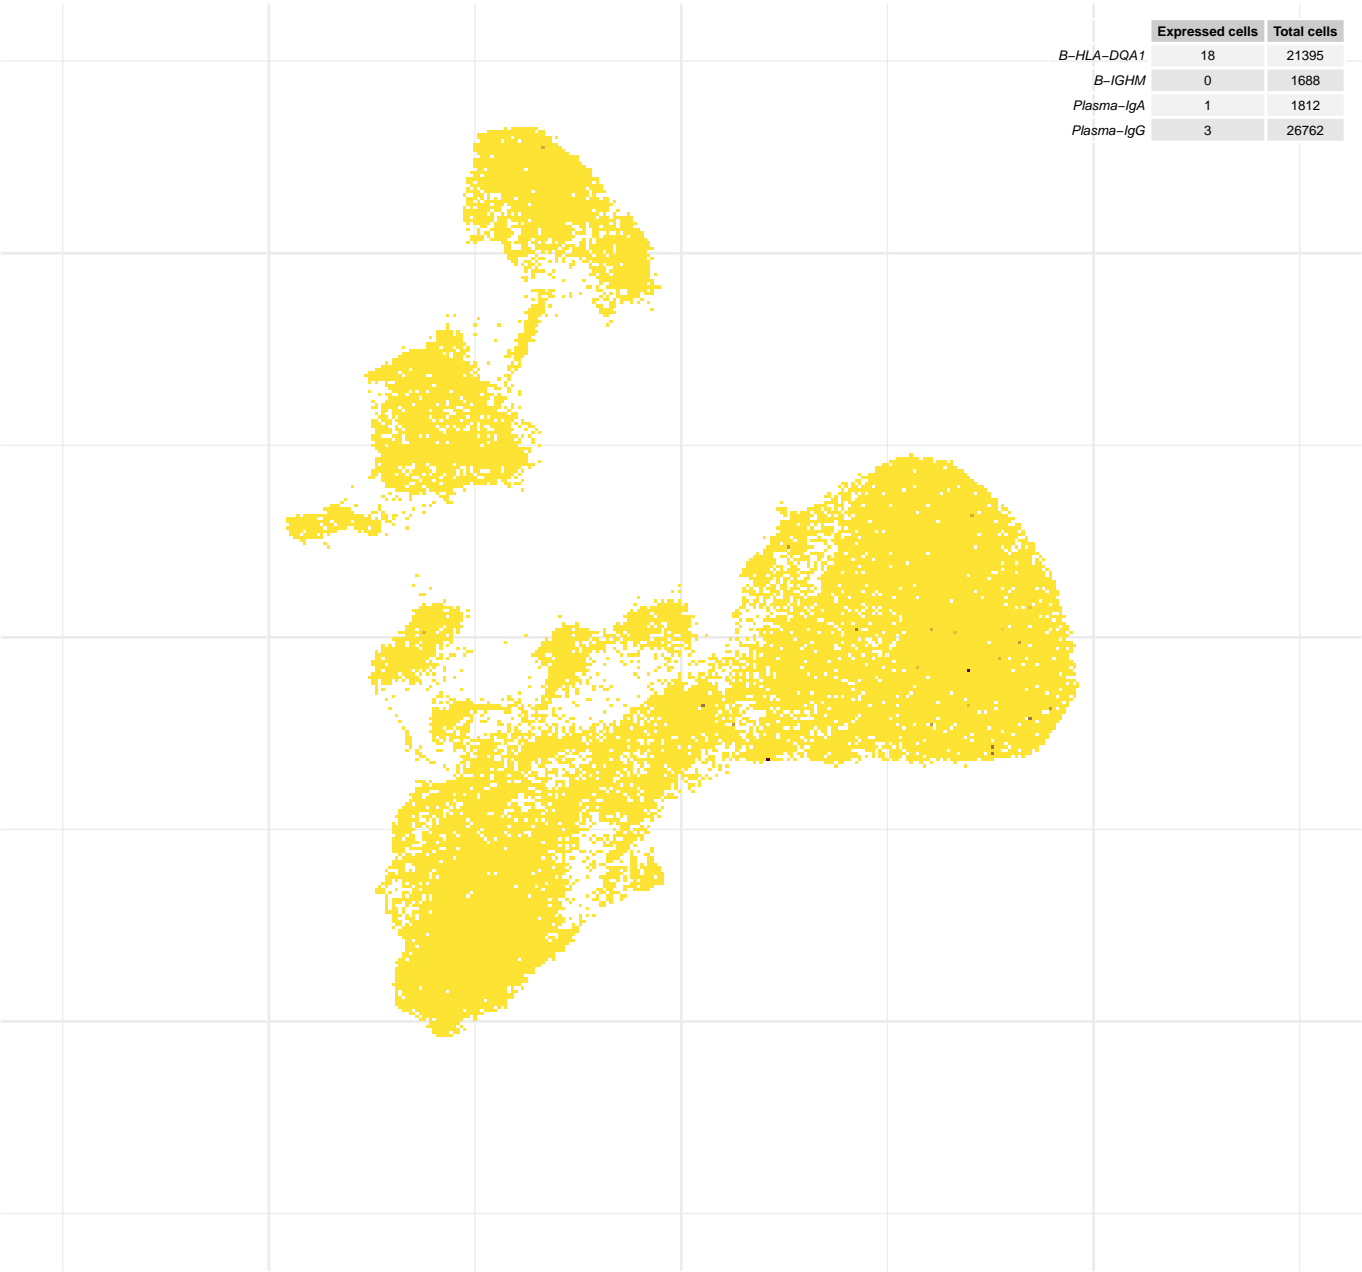 Expressed cells Total cells
B−HLA−DQA1 18 21395
B−IGHM 0 1688
Plasma−IgA 1 1812
Plasma−IgG 3 26762